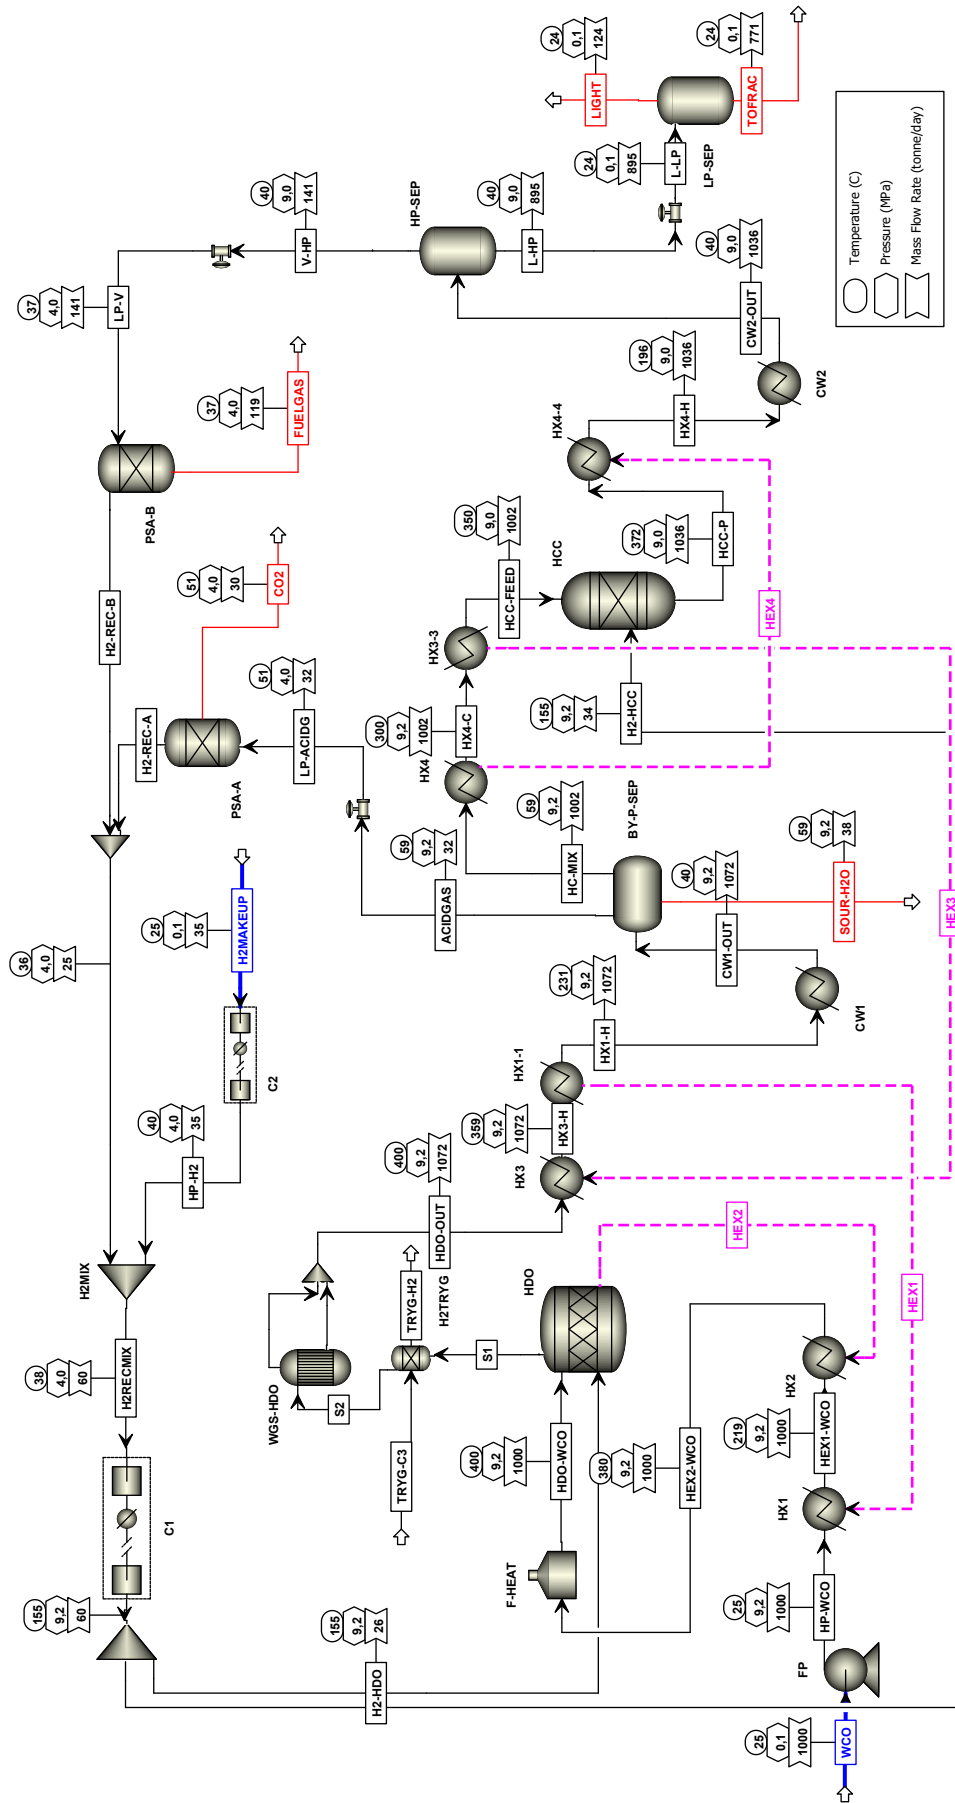 155
9,2
60
C1
38
4,0
60
H2RECMIX
H2MIX
36
4,0
25
H2-REC-B
PSA-B
37
4,0
141
LP-V
40
4,0
35
HP-H2
C2
25
0,1
35
H2MAKEUP
H2-REC-A
PSA-A
51
4,0
30
CO2
37
4,0
119
FUELGAS
40
9,0
141
V-HP
HP-SEP
51
4,0
32
LP-ACIDG
155
9,2
26
H2-HDO
WGS-HDO
S2
TRYG-C3
TRYG-H2
H2TRYG
S1
400
9,2
1072
HDO-OUT
59
9,2
32
ACIDGAS
300
9,2
1002
HX4-C
HX4
HX3-3
350
9,0
1002
HCC-FEED
HCC
40
9,0
895
L-HP
24
0,1
124
LIGHT
24
0,1
895
L-LP
LP-SEP
24
0,1
771
TOFRAC
F-HEAT
400
9,2
1000
HDO-WCO
HDO
HX3
359
9,2
1072
HX3-H
HX1-1
231
9,2
1072
HX1-H
59
9,2
1002
HC-MIX
BY-P-SEP
155
9,2
34
H2-HCC
372
9,0
1036
HCC-P
HX4-4
196
9,0
1036
HX4-H
40
9,0
1036
CW2-OUT
CW2
380
9,2
1000
HEX2-WCO
HEX2
40
9,2
1072
CW1-OUT
CW1
HEX4
25
0,1
1000
WCO
FP
25
9,2
1000
HP-WCO
HX1
219
9,2
1000
HEX1-WCO
HX2
HEX1
59
9,2
38
SOUR-H2O
HEX3
Temperature (C)
Pressure (MPa)
Mass Flow Rate (tonne/day)